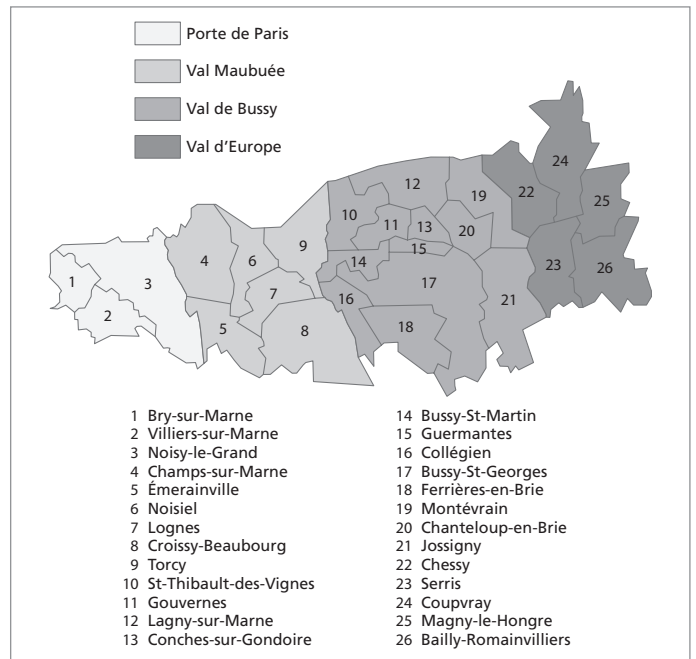 Porte de Paris
Val Maubuée
Val de Bussy
Val d'Europe
24
12
22
19
25
10
11
13
20
9
15
4
6
14
23
26
3
1
17
7
16
21
2
18
5
8
1 Bry-sur-Marne
2 Villiers-sur-Marne
3 Noisy-le-Grand
4 Champs-sur-Marne
5 Émerainville
6 Noisiel
7 Lognes
8 Croissy-Beaubourg
9 Torcy
10 St-Thibault-des-Vignes
11 Gouvernes
12 Lagny-sur-Marne
13 Conches-sur-Gondoire
14 Bussy-St-Martin
15 Guermantes
16 Collégien
17 Bussy-St-Georges
18 Ferrières-en-Brie
19 Montévrain
20 Chanteloup-en-Brie
21 Jossigny
22 Chessy
23 Serris
24 Coupvray
25 Magny-le-Hongre
26 Bailly-Romainvilliers